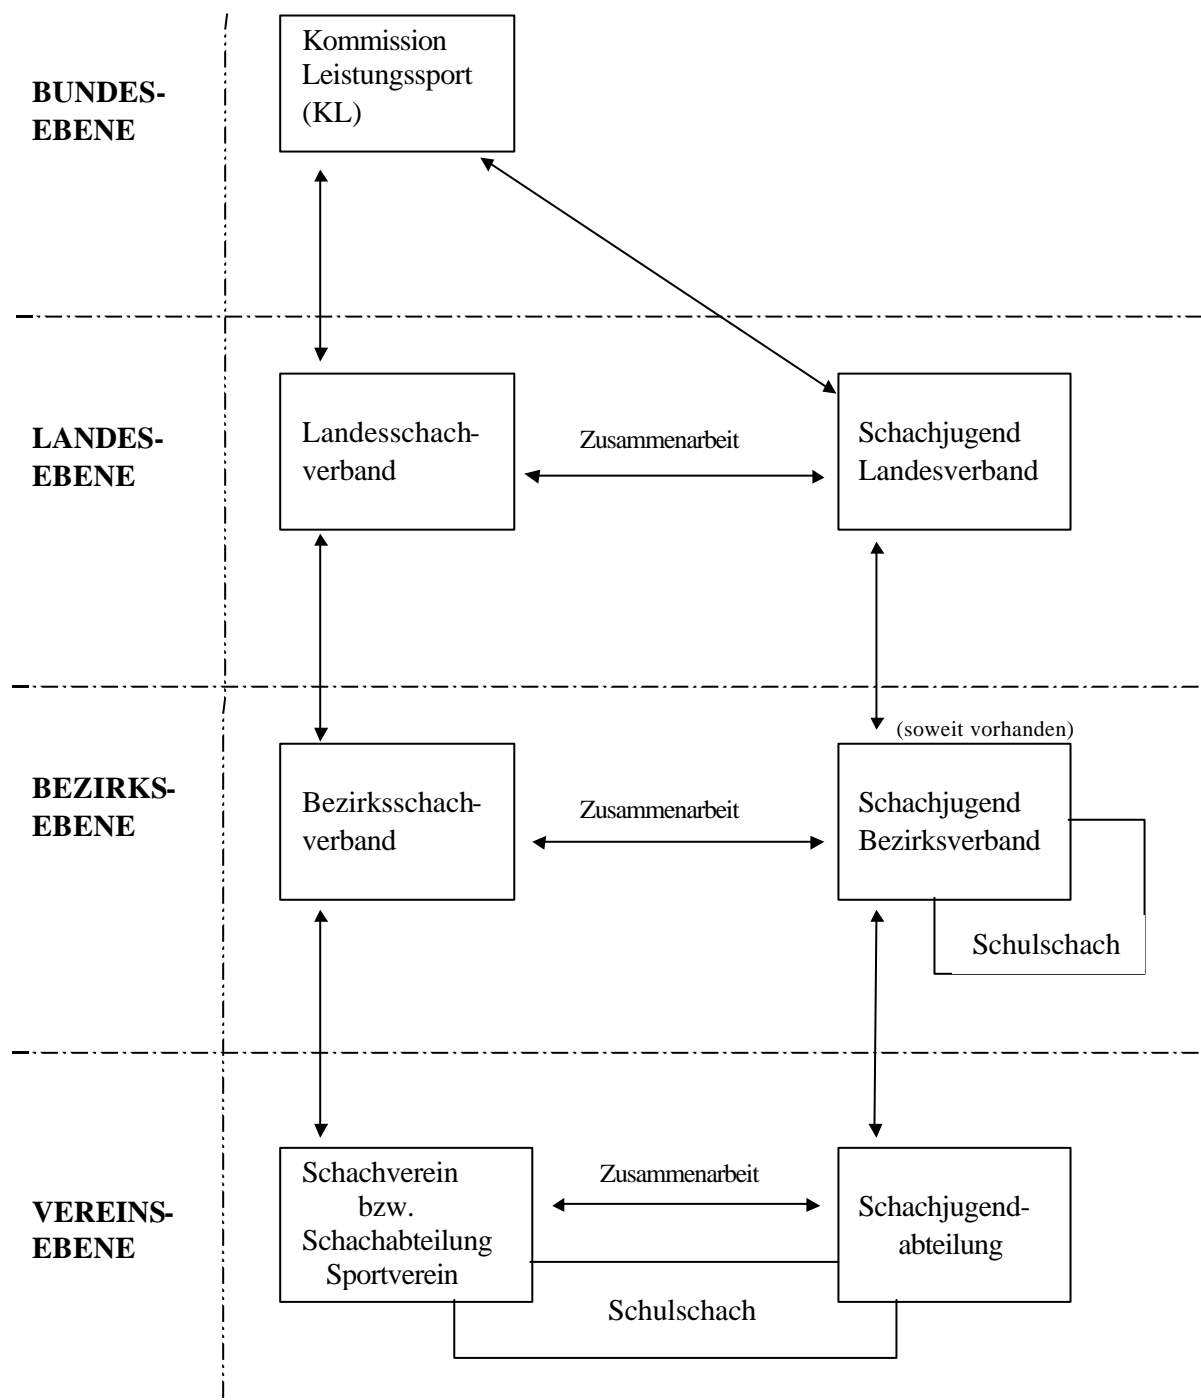 Kommission
Leistungssport
(KL)
BUNDES-
EBENE
LANDES-
EBENE
Landesschach-
verband
Zusammenarbeit
Schachjugend
Landesverband
(soweit vorhanden)
BEZIRKS-
EBENE
Bezirksschach-
verband
Zusammenarbeit
Schachjugend
Bezirksverband
Schulschach
VEREINS-
EBENE
Schachverein
bzw.
Schachabteilung
Sportverein
Zusammenarbeit
Schachjugend-
abteilung
Schulschach